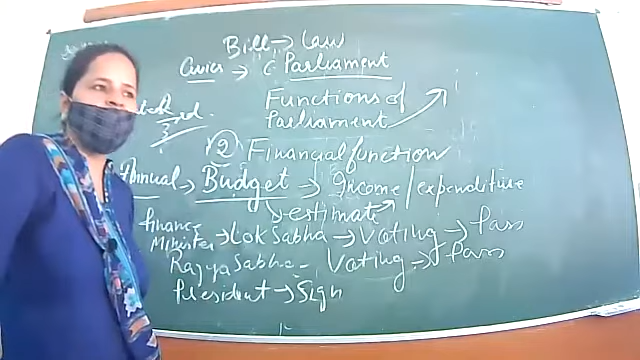 Bill → Law
Civics → Parliament
Functions of
Parliament
② Financial function
Annual → Budget → Income / expenditure
→ estimate
finance
Minister → Lok Sabha → Voting → Pass
Rajya Sabha - Voting → Pass
President → Sign